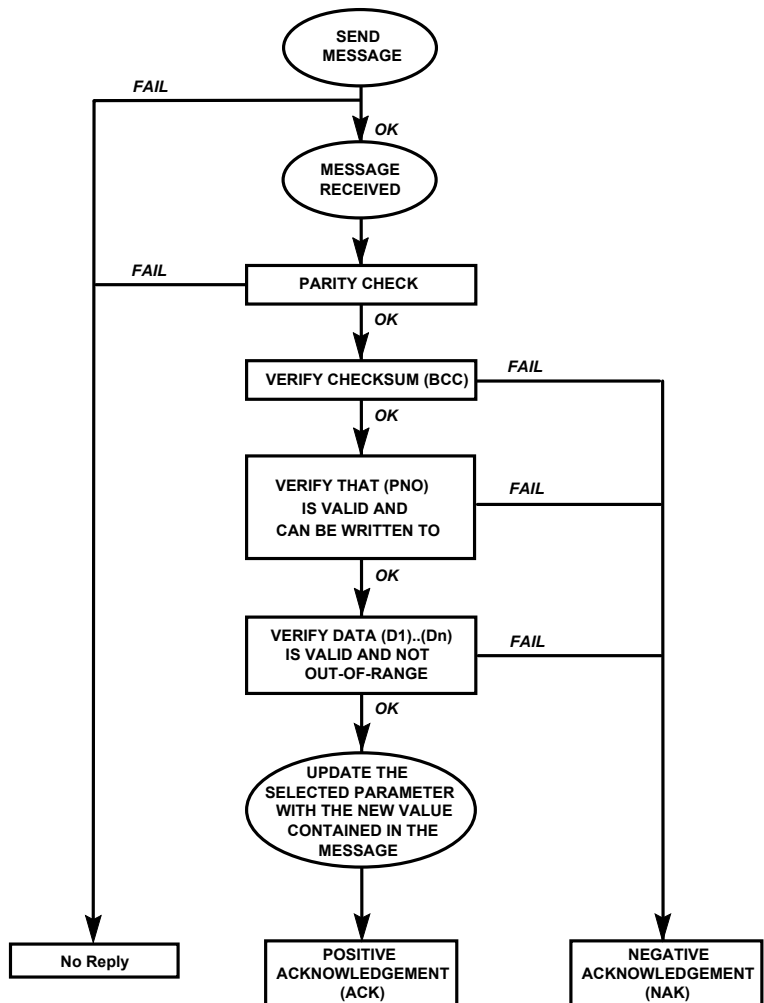 SEND
MESSAGE
FAIL
OK
MESSAGE
RECEIVED
FAIL
PARITY CHECK
OK
VERIFY CHECKSUM (BCC)
FAIL
OK
VERIFY THAT (PNO)
IS VALID AND
CAN BE WRITTEN TO
FAIL
OK
VERIFY DATA (D1)..(Dn)
IS VALID AND NOT
OUT-OF-RANGE
FAIL
OK
UPDATE THE
SELECTED PARAMETER
WITH THE NEW VALUE
CONTAINED IN THE
MESSAGE
No Reply
POSITIVE
ACKNOWLEDGEMENT
(ACK)
NEGATIVE
ACKNOWLEDGEMENT
(NAK)